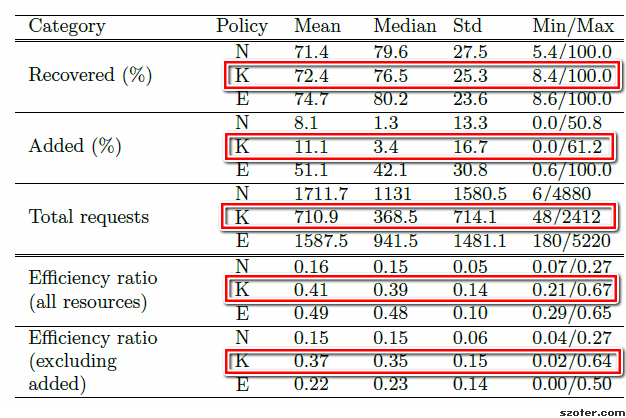 Category Policy Mean Median Std Min/Max
N 71.4 79.6 27.5 5.4/100.0
Recovered (%) K 72.4 76.5 25.3 8.4/100.0
E 74.7 80.2 23.6 8.6/100.0
N 8.1 1.3 13.3 0.0/50.8
Added (%) K 11.1 3.4 16.7 0.0/61.2
E 51.1 42.1 30.8 0.6/100.0
N 1711.7 1131 1580.5 6/4880
Total requests K 710.9 368.5 714.1 48/2412
E 1587.5 941.5 1481.1 180/5220
Efficiency ratio N 0.16 0.15 0.05 0.07/0.27
(all resources) K 0.41 0.39 0.14 0.21/0.67
E 0.49 0.48 0.10 0.29/0.65
Efficiency ratio N 0.15 0.15 0.06 0.04/0.27
(excluding K 0.37 0.35 0.15 0.02/0.64
added) E 0.22 0.23 0.14 0.00/0.50
szoter.com